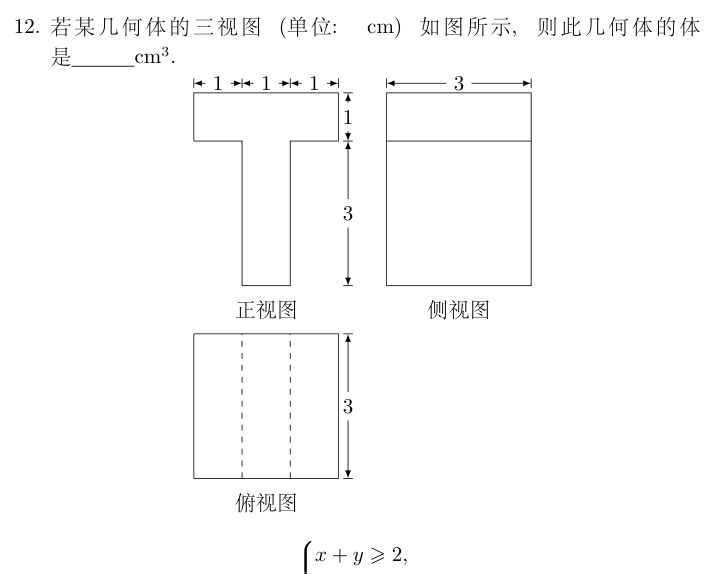 12. 若某几何体的三视图 (单位: cm) 如图所示, 则此几何体的体
是______cm³.
1 1 1 3
1
3
正视图 侧视图
3
俯视图
x + y ⩾ 2,